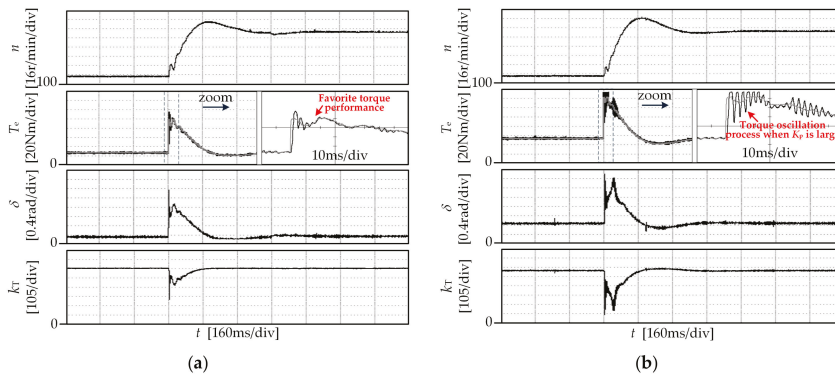 n
[16r/min/div]
100
Te
[20Nm/div]
0
zoom
Favorite torque
performance
10ms/div
δ
[0.4rad/div]
0
kT
[105/div]
0
t [160ms/div]
(a)
n
[16r/min/div]
100
Te
[20Nm/div]
0
zoom
Torque oscillation
process when Kp is larg
10ms/div
δ
[0.4rad/div]
0
kT
[105/div]
0
t [160ms/div]
(b)